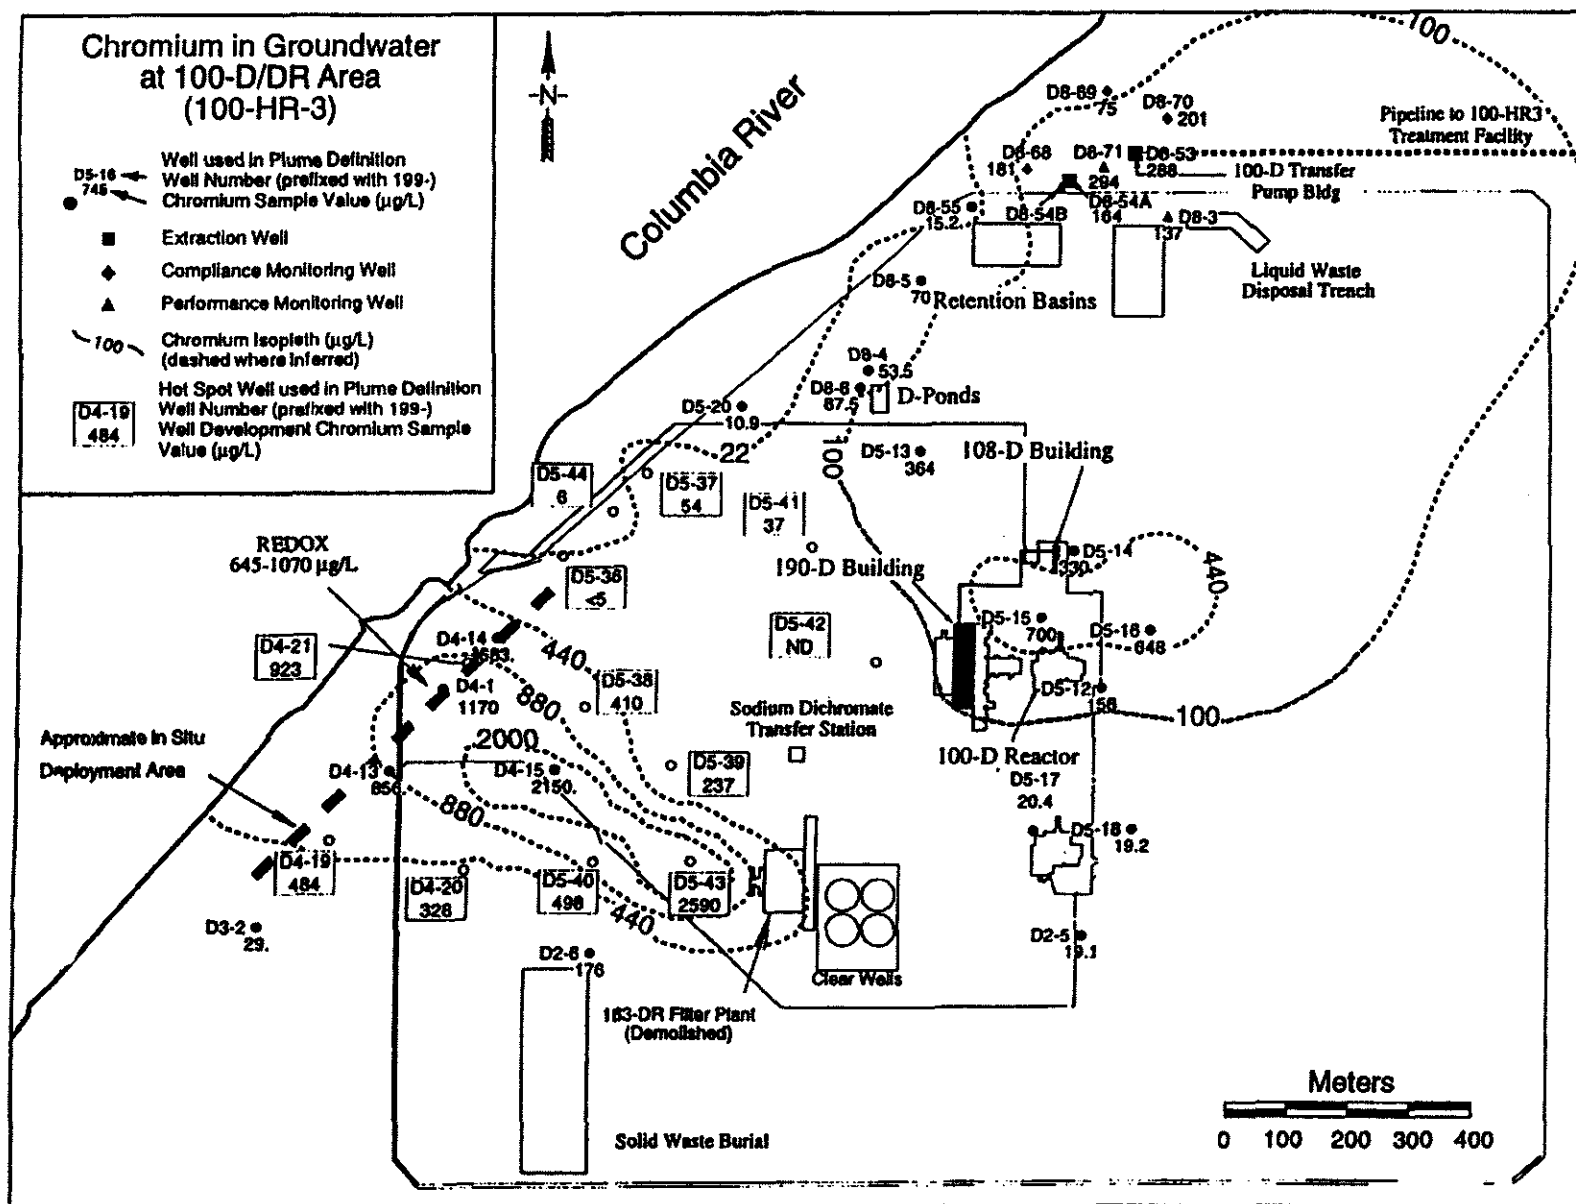 Chromium in Groundwater
at 100-D/DR Area
(100-HR-3)
D5-16
745
Well used in Plume Definition
Well Number (prefixed with 199-)
Chromium Sample Value (µg/L)
Extraction Well
Compliance Monitoring Well
Performance Monitoring Well
100
Chromium Isopleth (µg/L)
(dashed where inferred)
D4-19
484
Hot Spot Well used in Plume Definition
Well Number (prefixed with 199-)
Well Development Chromium Sample
Value (µg/L)
N
Columbia River
100
D8-69
75
D8-70
201
Pipeline to 100-HR3
Treatment Facility
D8-68
181
D8-71
294
D8-53
288
100-D Transfer
Pump Bldg
D8-55
15.2
D8-54B
D8-54A
164
D8-3
137
Liquid Waste
Disposal Trench
D8-5
70
Retention Basins
D8-4
53.5
D8-6
87.5
D-Ponds
D5-20
10.9
22
100
D5-13
364
108-D Building
D5-44
6
D5-37
54
D5-41
37
REDOX
645-1070 µg/L
D5-36
<5
190-D Building
D5-14
330
440
D5-15
700
D5-16
648
D4-14
D4-21
923
440
D5-42
ND
D4-1
1170
D5-38
410
D5-12
156
880
Sodium Dichromate
Transfer Station
100
Approximate In Situ
Deployment Area
2000
100-D Reactor
D4-13
856.
D4-15
2150.
D5-39
237
D5-17
20.4
880
D5-18
19.2
D4-19
484
D4-20
328
D5-40
498
D5-43
2590
440
D3-2
29.
D2-6
176
D2-5
19.1
Clear Wells
183-DR Filter Plant
(Demolished)
Solid Waste Burial
Meters
0 100 200 300 400